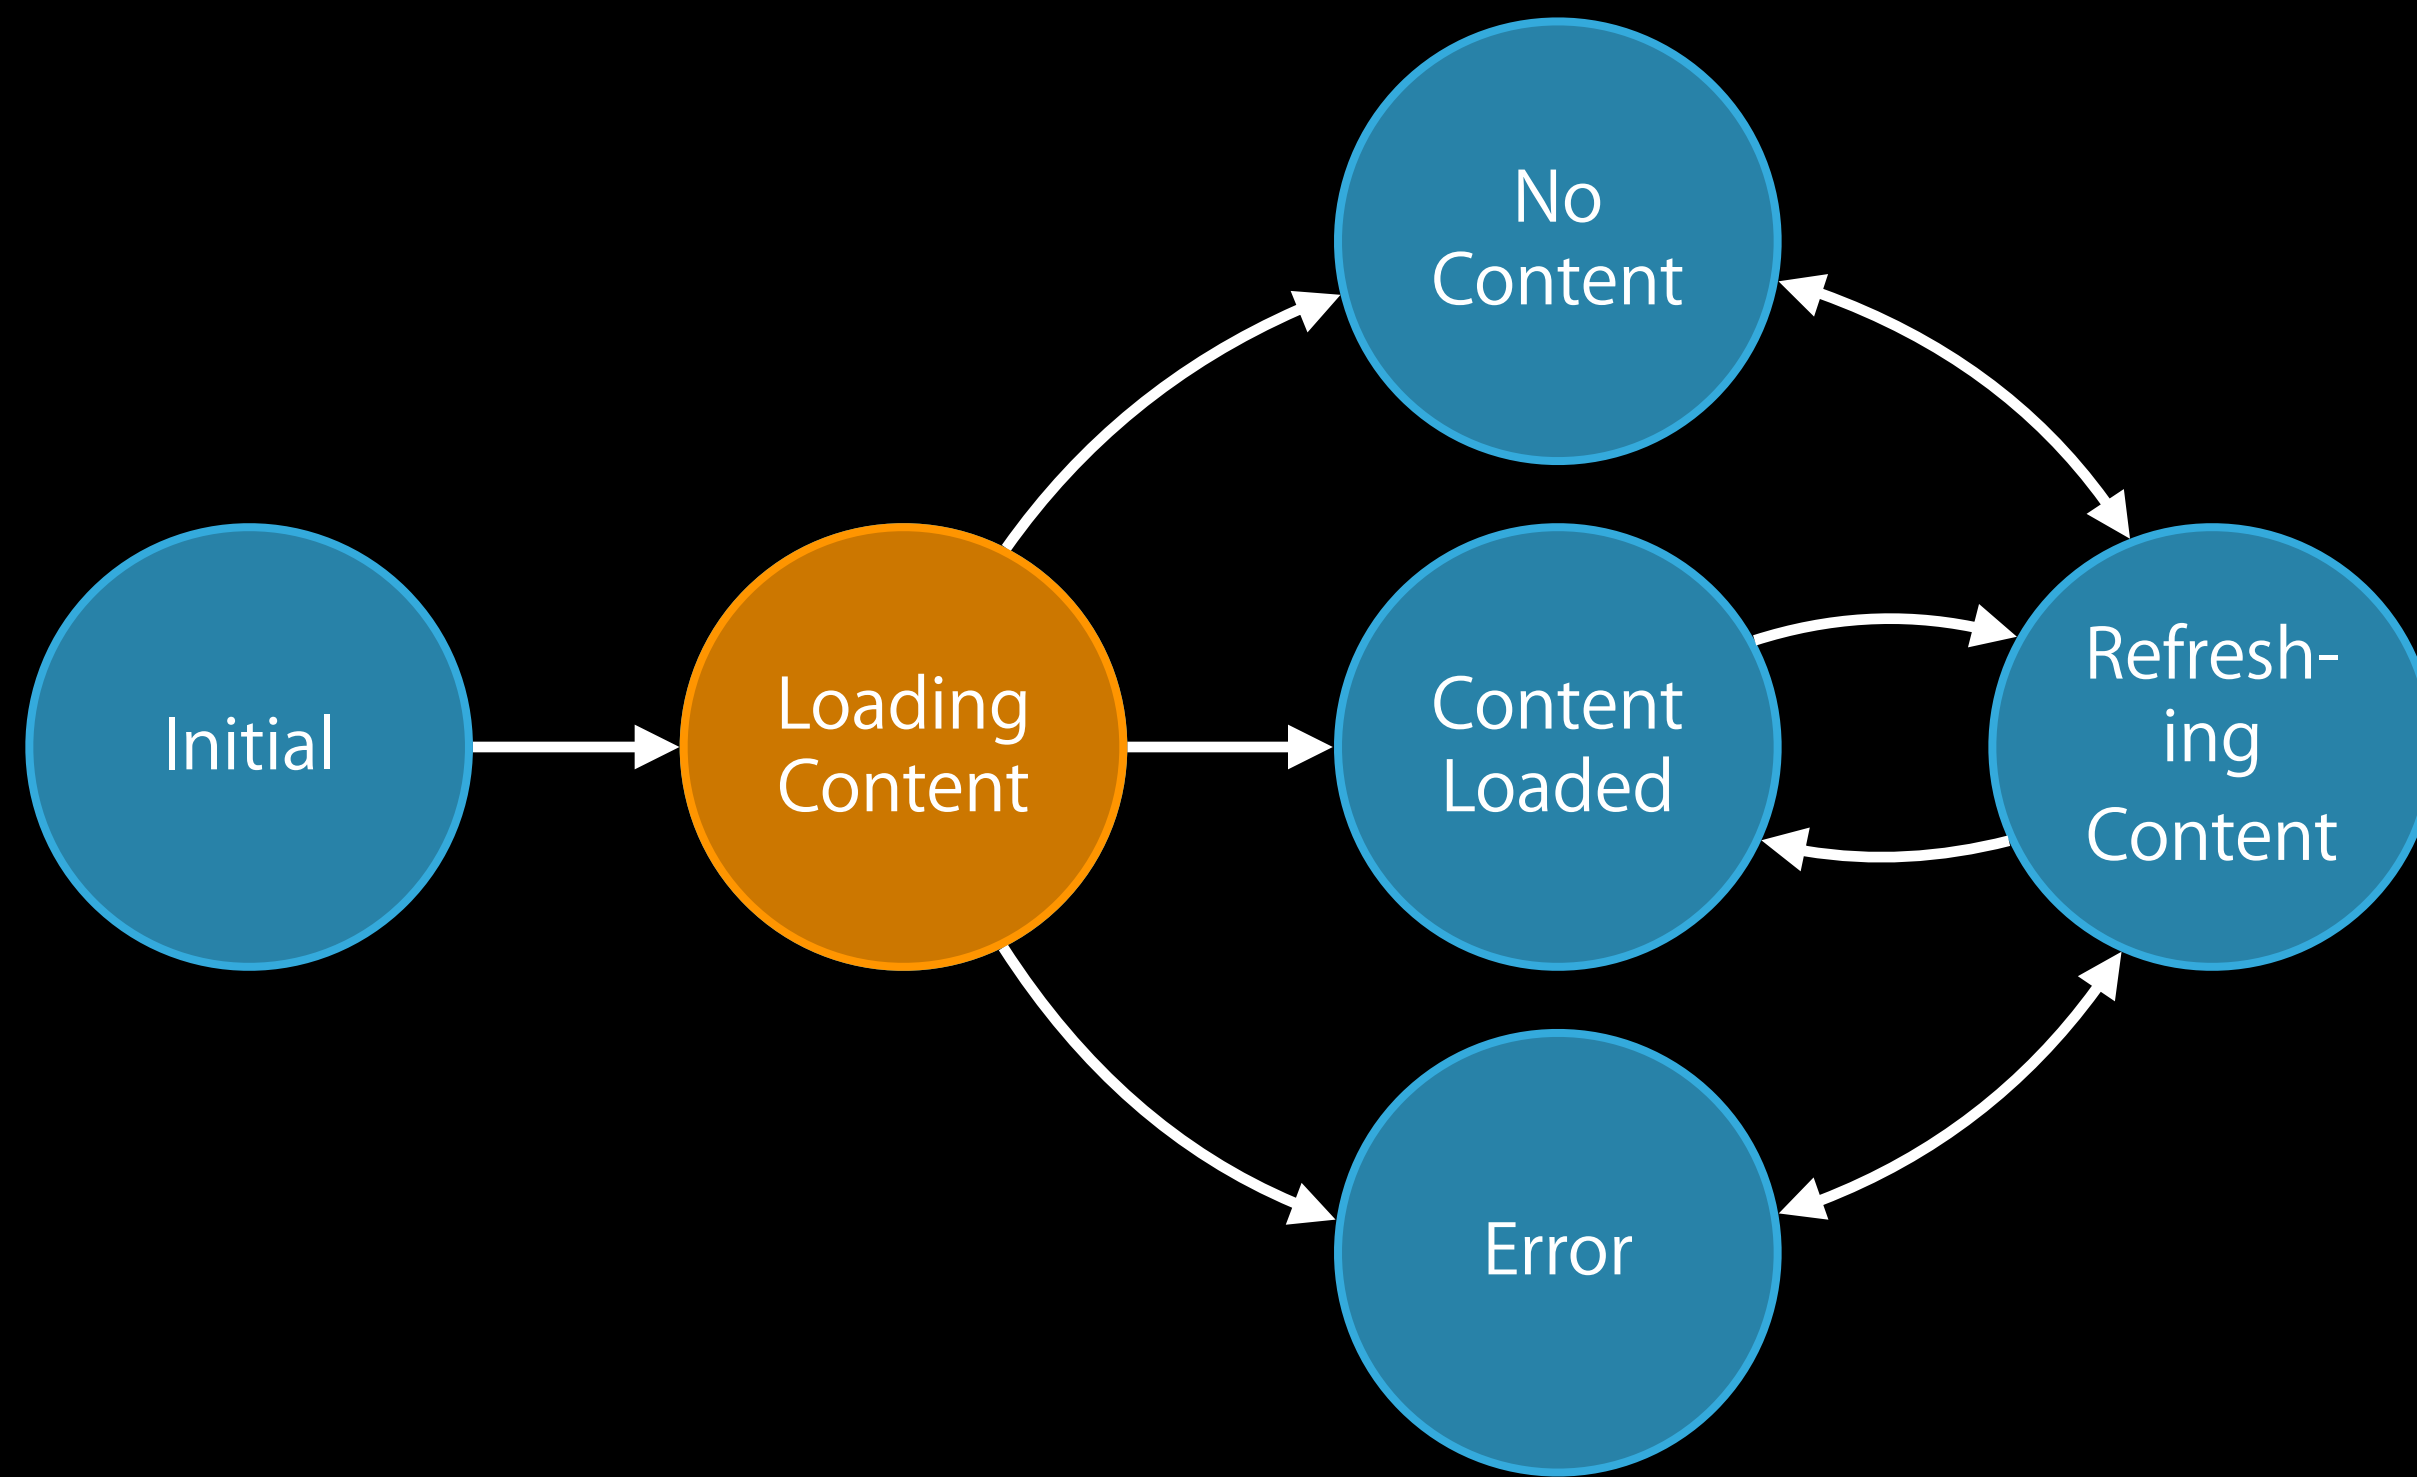 Initial
Loading
Content
No
Content
Content
Loaded
Error
Refresh-
ing
Content